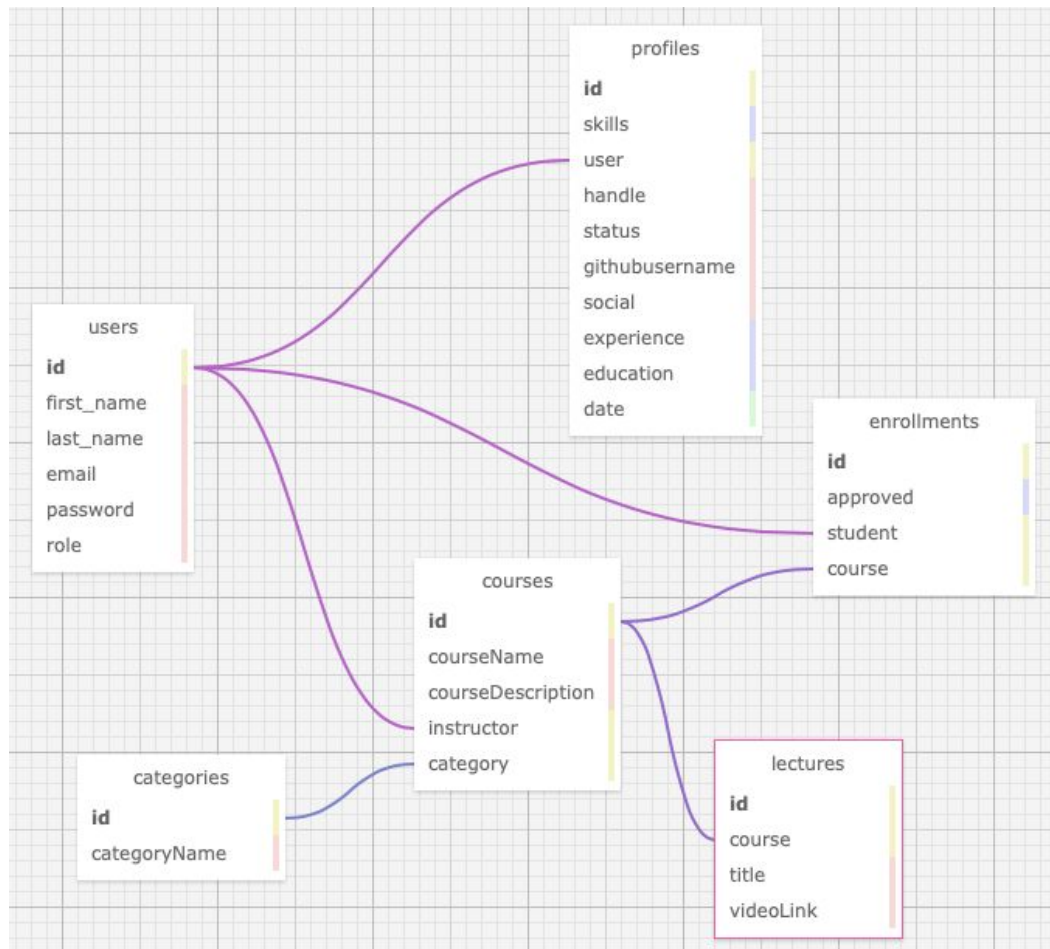 profiles
id
skills
user
handle
status
githubusername
social
experience
education
date
users
id
first_name
last_name
email
password
role
enrollments
id
approved
student
course
courses
id
courseName
courseDescription
instructor
category
categories
id
categoryName
lectures
id
course
title
videoLink